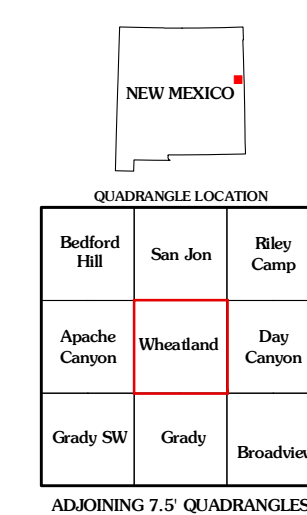 NEW MEXICO
QUADRANGLE LOCATION
Bedford
Hill
San Jon
Riley
Camp
Apache
Canyon
Wheatland
Day
Canyon
Grady SW
Grady
Broadview
ADJOINING 7.5' QUADRANGLES